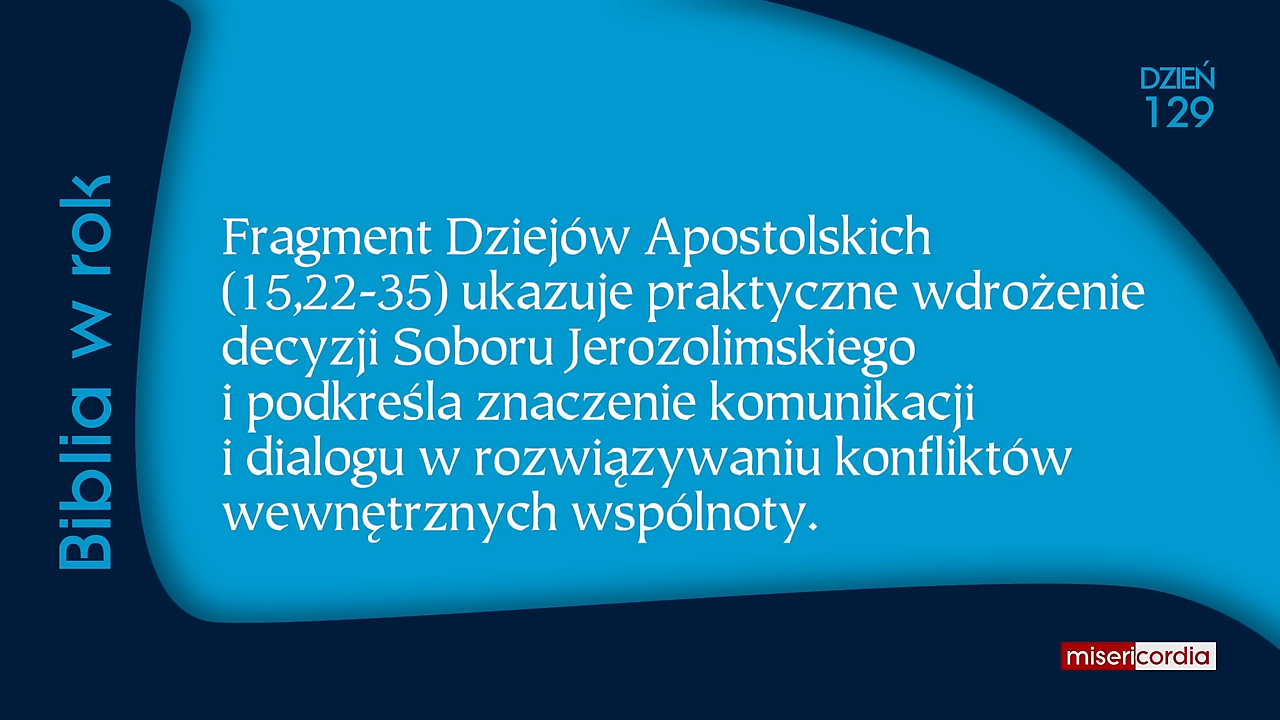 Biblia w rok
DZIEŃ
129
Fragment Dziejów Apostolskich
(15,22-35) ukazuje praktyczne wdrożenie
decyzji Soboru Jerozolimskiego
i podkreśla znaczenie komunikacji
i dialogu w rozwiązywaniu konfliktów
wewnętrznych wspólnoty.
misericordia